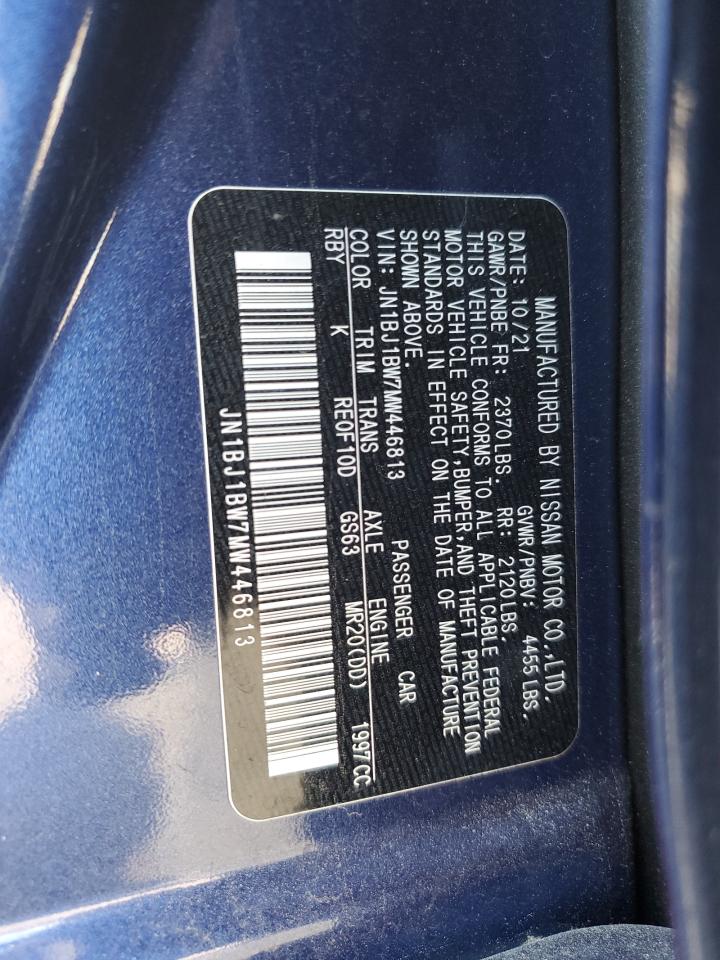 MANUFACTURED BY NISSAN MOTOR CO.,LTD.
DATE: 10/21 GVWR/PNBV: 4455 LBS.
GAWR/PNBE FR: 2370LBS. RR: 2120LBS
THIS VEHICLE CONFORMS TO ALL APPLICABLE FEDERAL
MOTOR VEHICLE SAFETY,BUMPER,AND THEFT PREVENTION
STANDARDS IN EFFECT ON THE DATE OF MANUFACTURE
SHOWN ABOVE.
VIN: JN1BJ1BW7MW446813 PASSENGER CAR
COLOR TRIM TRANS AXLE ENGINE
RBY K RE0F10D GS63 MR20(DD) 1997CC
JN1BJ1BW7MW446813